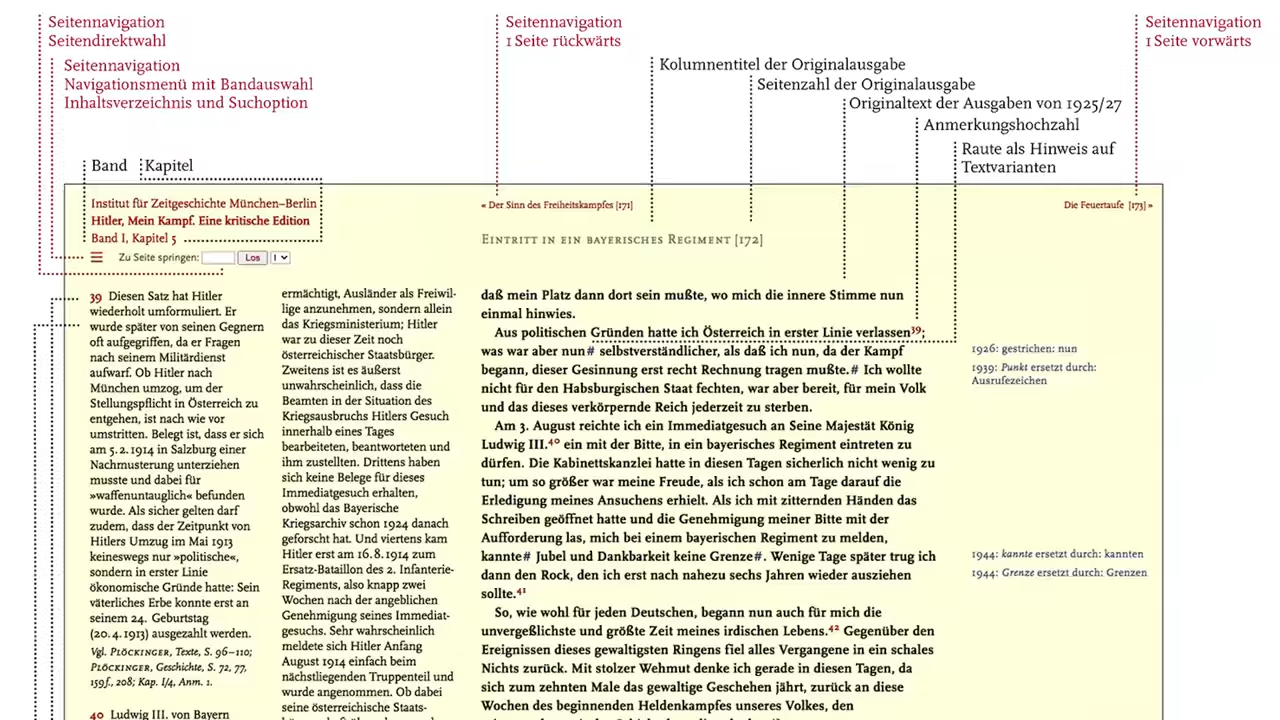 Seitennavigation
Seitendirektwahl
Seitennavigation
Navigationsmenü mit Bandauswahl
Inhaltsverzeichnis und Suchoption
Seitennavigation
1 Seite rückwärts
Kolumnentitel der Originalausgabe
Seitenzahl der Originalausgabe
Originaltext der Ausgaben von 1925/27
Anmerkungshochzahl
Raute als Hinweis auf
Textvarianten
Seitennavigation
1 Seite vorwärts
Band
Kapitel
Institut für Zeitgeschichte München–Berlin
Hitler, Mein Kampf. Eine kritische Edition
Band I, Kapitel 5
Zu Seite springen: Los I
« Der Sinn des Freiheitskampfes [171]
Die Feuertaufe [173] »
Eintritt in ein bayerisches Regiment [172]
39 Diesen Satz hat Hitler
wiederholt umformuliert. Er
wurde später von seinen Gegnern
oft aufgegriffen, da er Fragen
nach seinem Militärdienst
aufwarf. Ob Hitler nach
München umzog, um der
Stellungspflicht in Österreich zu
entgehen, ist nach wie vor
umstritten. Belegt ist, dass er sich
am 5. 2. 1914 in Salzburg einer
Nachmusterung unterziehen
musste und dabei für
»waffenuntauglich« befunden
wurde. Als sicher gelten darf
zudem, dass der Zeitpunkt von
Hitlers Umzug im Mai 1913
keineswegs nur »politische«,
sondern in erster Linie
ökonomische Gründe hatte: Sein
väterliches Erbe konnte erst an
seinem 24. Geburtstag
(20. 4. 1913) ausgezahlt werden.
Vgl. Plöckinger, Texte, S. 96–110;
Plöckinger, Geschichte, S. 72, 77,
159f., 208; Kap. I/4, Anm. 1.
40 Ludwig III. von Bayern
ermächtigt, Ausländer als Freiwil-
lige anzunehmen, sondern allein
das Kriegsministerium; Hitler
war zu dieser Zeit noch
österreichischer Staatsbürger.
Zweitens ist es äußerst
unwahrscheinlich, dass die
Beamten in der Situation des
Kriegsausbruchs Hitlers Gesuch
innerhalb eines Tages
bearbeiteten, beantworteten und
ihm zustellten. Drittens haben
sich keine Belege für dieses
Immediatgesuch erhalten,
obwohl das Bayerische
Kriegsarchiv schon 1924 danach
geforscht hat. Und viertens kam
Hitler erst am 16. 8. 1914 zum
Ersatz-Bataillon des 2. Infanterie-
Regiments, also knapp zwei
Wochen nach der angeblichen
Genehmigung seines Immediat-
gesuchs. Sehr wahrscheinlich
meldete sich Hitler Anfang
August 1914 einfach beim
nächstliegenden Truppenteil und
wurde angenommen. Ob dabei
seine österreichische Staats-
daß mein Platz dann dort sein mußte, wo mich die innere Stimme nun
einmal hinwies.
Aus politischen Gründen hatte ich Österreich in erster Linie verlassen39;
was war aber nun# selbstverständlicher, als daß ich nun, da der Kampf
begann, dieser Gesinnung erst recht Rechnung tragen mußte.# Ich wollte
nicht für den Habsburgischen Staat fechten, war aber bereit, für mein Volk
und das dieses verkörpernde Reich jederzeit zu sterben.
Am 3. August reichte ich ein Immediatgesuch an Seine Majestät König
Ludwig III.40 ein mit der Bitte, in ein bayerisches Regiment eintreten zu
dürfen. Die Kabinettskanzlei hatte in diesen Tagen sicherlich nicht wenig zu
tun; um so größer war meine Freude, als ich schon am Tage darauf die
Erledigung meines Ansuchens erhielt. Als ich mit zitternden Händen das
Schreiben geöffnet hatte und die Genehmigung meiner Bitte mit der
Aufforderung las, mich bei einem bayerischen Regiment zu melden,
kannte# Jubel und Dankbarkeit keine Grenze#. Wenige Tage später trug ich
dann den Rock, den ich erst nach nahezu sechs Jahren wieder ausziehen
sollte.41
So, wie wohl für jeden Deutschen, begann nun auch für mich die
unvergeßlichste und größte Zeit meines irdischen Lebens.42 Gegenüber den
Ereignissen dieses gewaltigsten Ringens fiel alles Vergangene in ein schales
Nichts zurück. Mit stolzer Wehmut denke ich gerade in diesen Tagen, da
sich zum zehnten Male das gewaltige Geschehen jährt, zurück an diese
Wochen des beginnenden Heldenkampfes unseres Volkes, den
1926: gestrichen: nun
1939: Punkt ersetzt durch:
Ausrufezeichen
1944: kannte ersetzt durch: kannten
1944: Grenze ersetzt durch: Grenzen